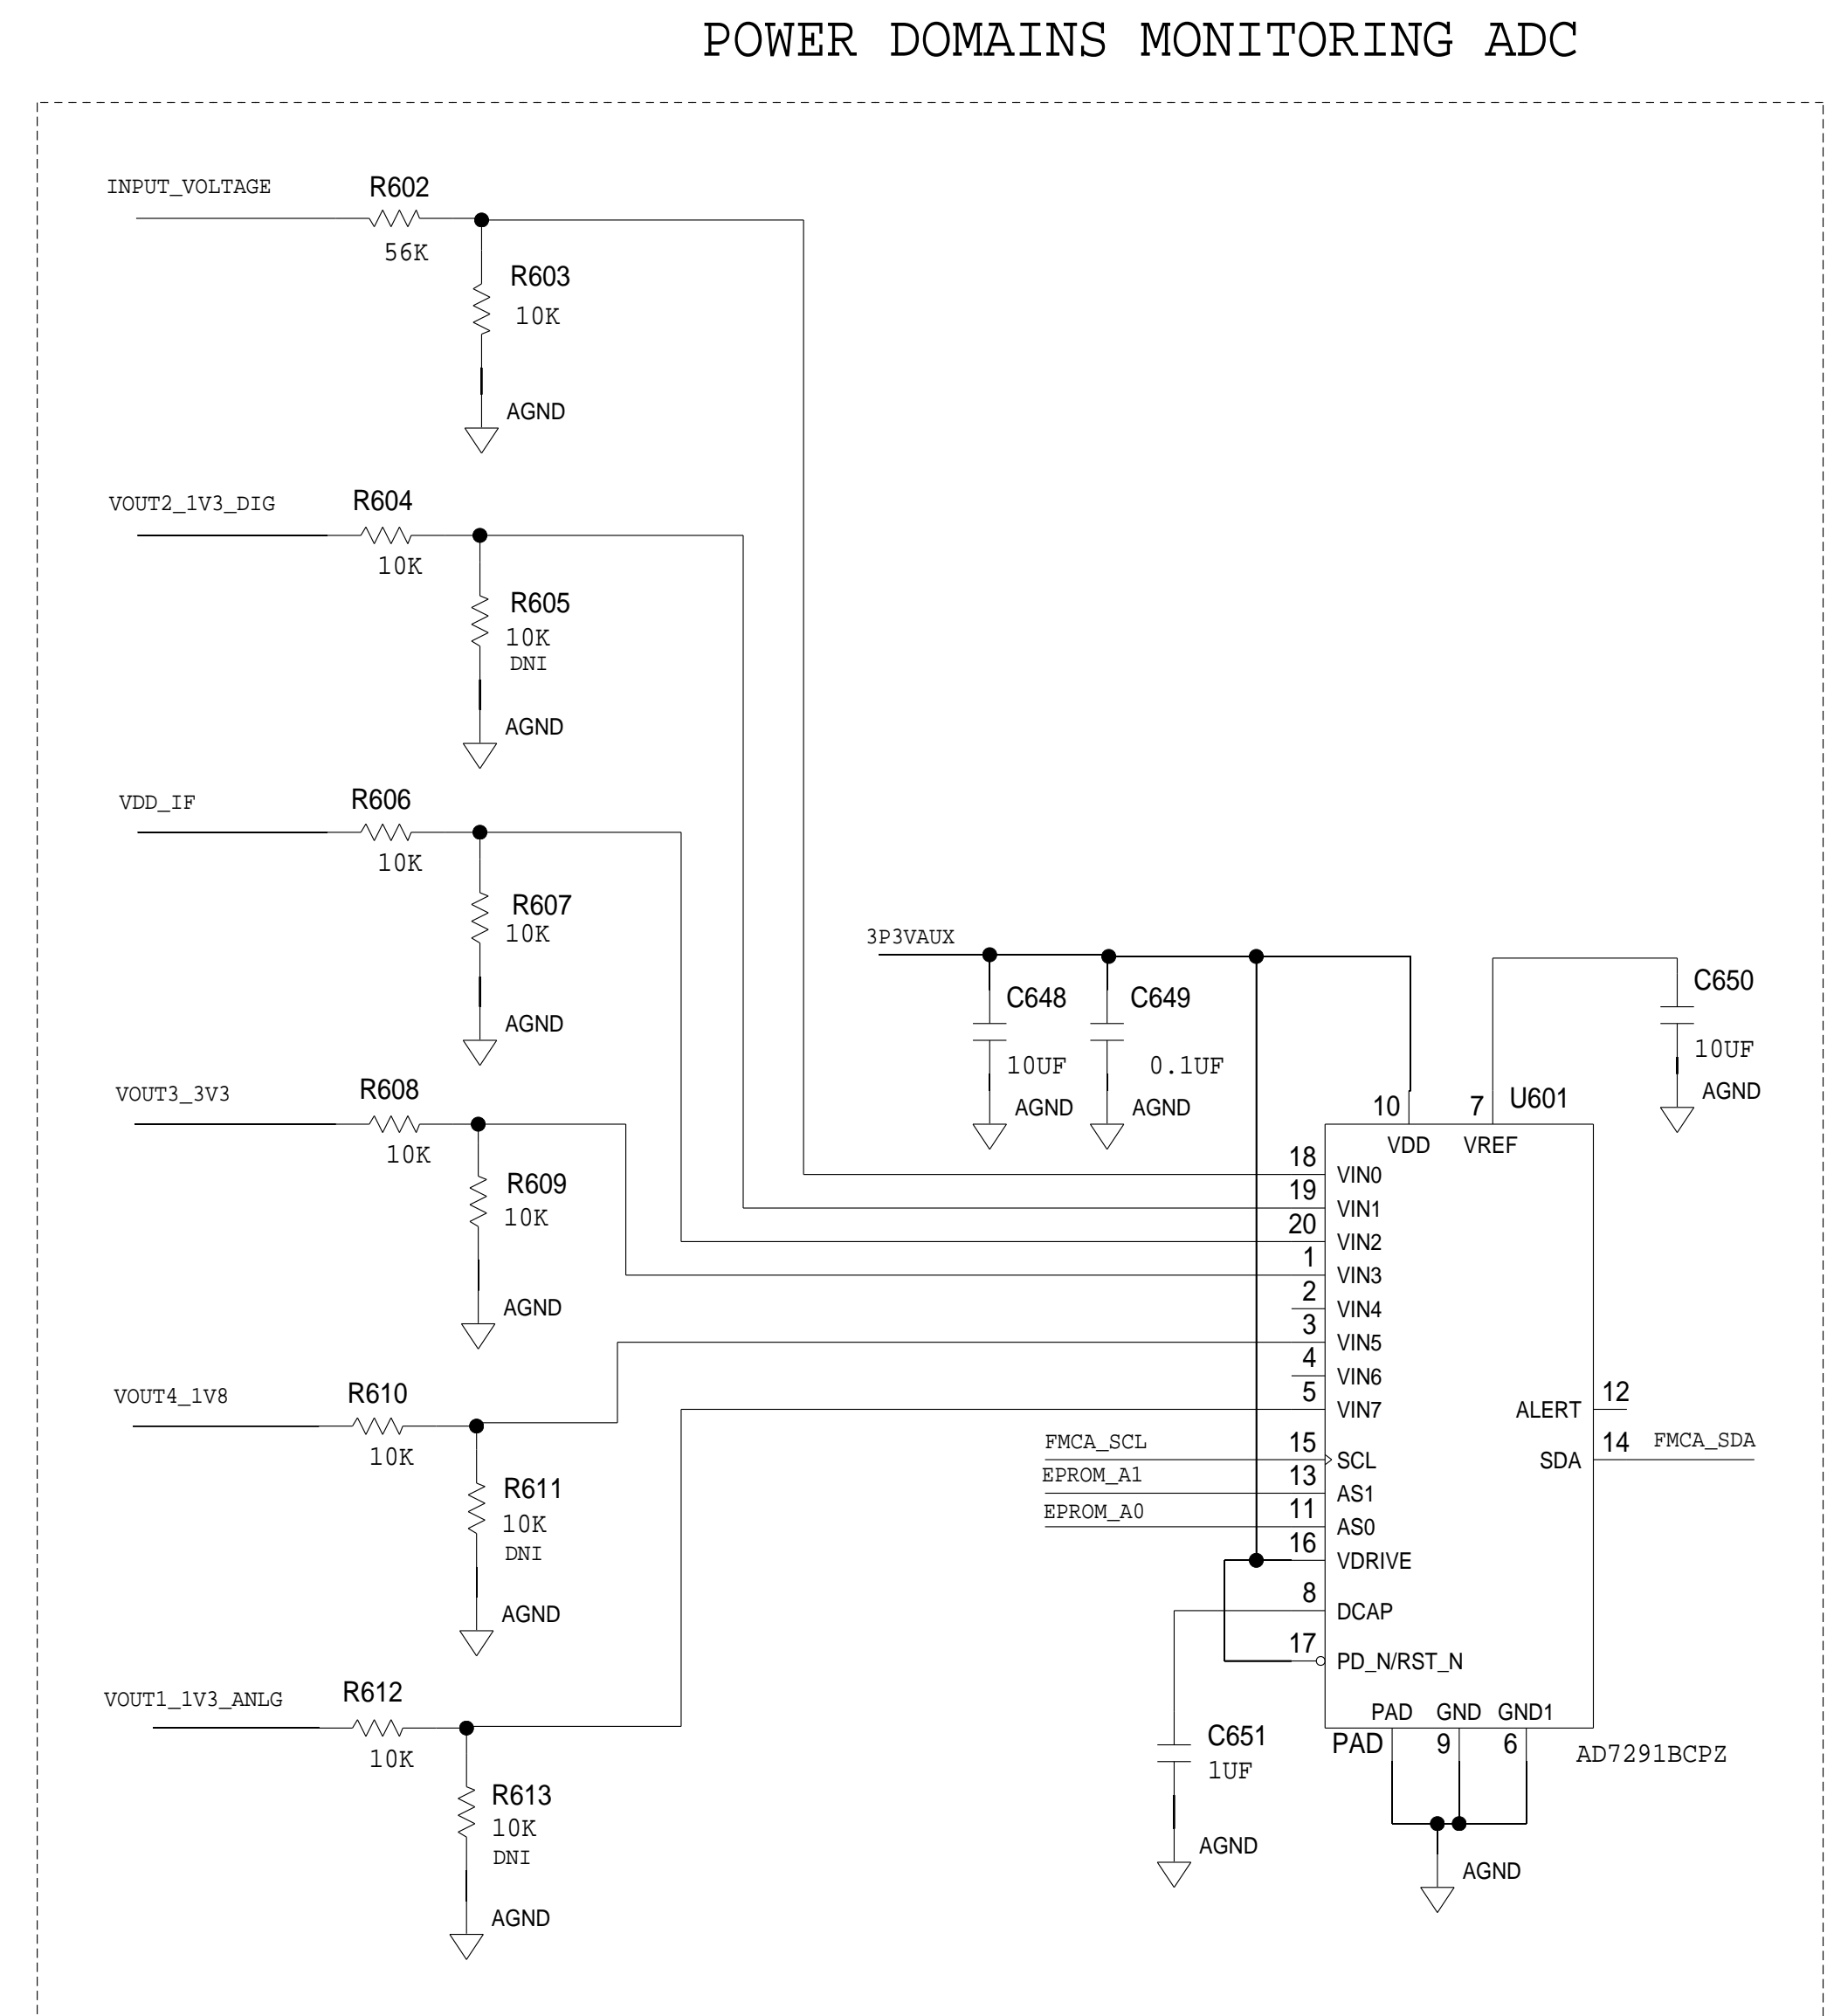 POWER DOMAINS MONITORING ADC
INPUT_VOLTAGE
R602
56K
R603
10K
AGND
VOUT2_1V3_DIG
R604
10K
R605
10K
DNI
AGND
VDD_IF
R606
10K
R607
10K
AGND
VOUT3_3V3
R608
10K
R609
10K
AGND
VOUT4_1V8
R610
10K
R611
10K
DNI
AGND
VOUT1_1V3_ANLG
R612
10K
R613
10K
DNI
AGND
3P3VAUX
C648
10UF
AGND
C649
0.1UF
AGND
C650
10UF
AGND
U601
10
VDD
7
VREF
18 VIN0
19 VIN1
20 VIN2
1 VIN3
2 VIN4
3 VIN5
4 VIN6
5 VIN7
ALERT 12
FMCA_SCL 15 SCL
SDA 14 FMCA_SDA
EPROM_A1 13 AS1
EPROM_A0 11 AS0
16 VDRIVE
8 DCAP
17 PD_N/RST_N
PAD GND GND1
PAD 9 6
AD7291BCPZ
C651
1UF
AGND
AGND